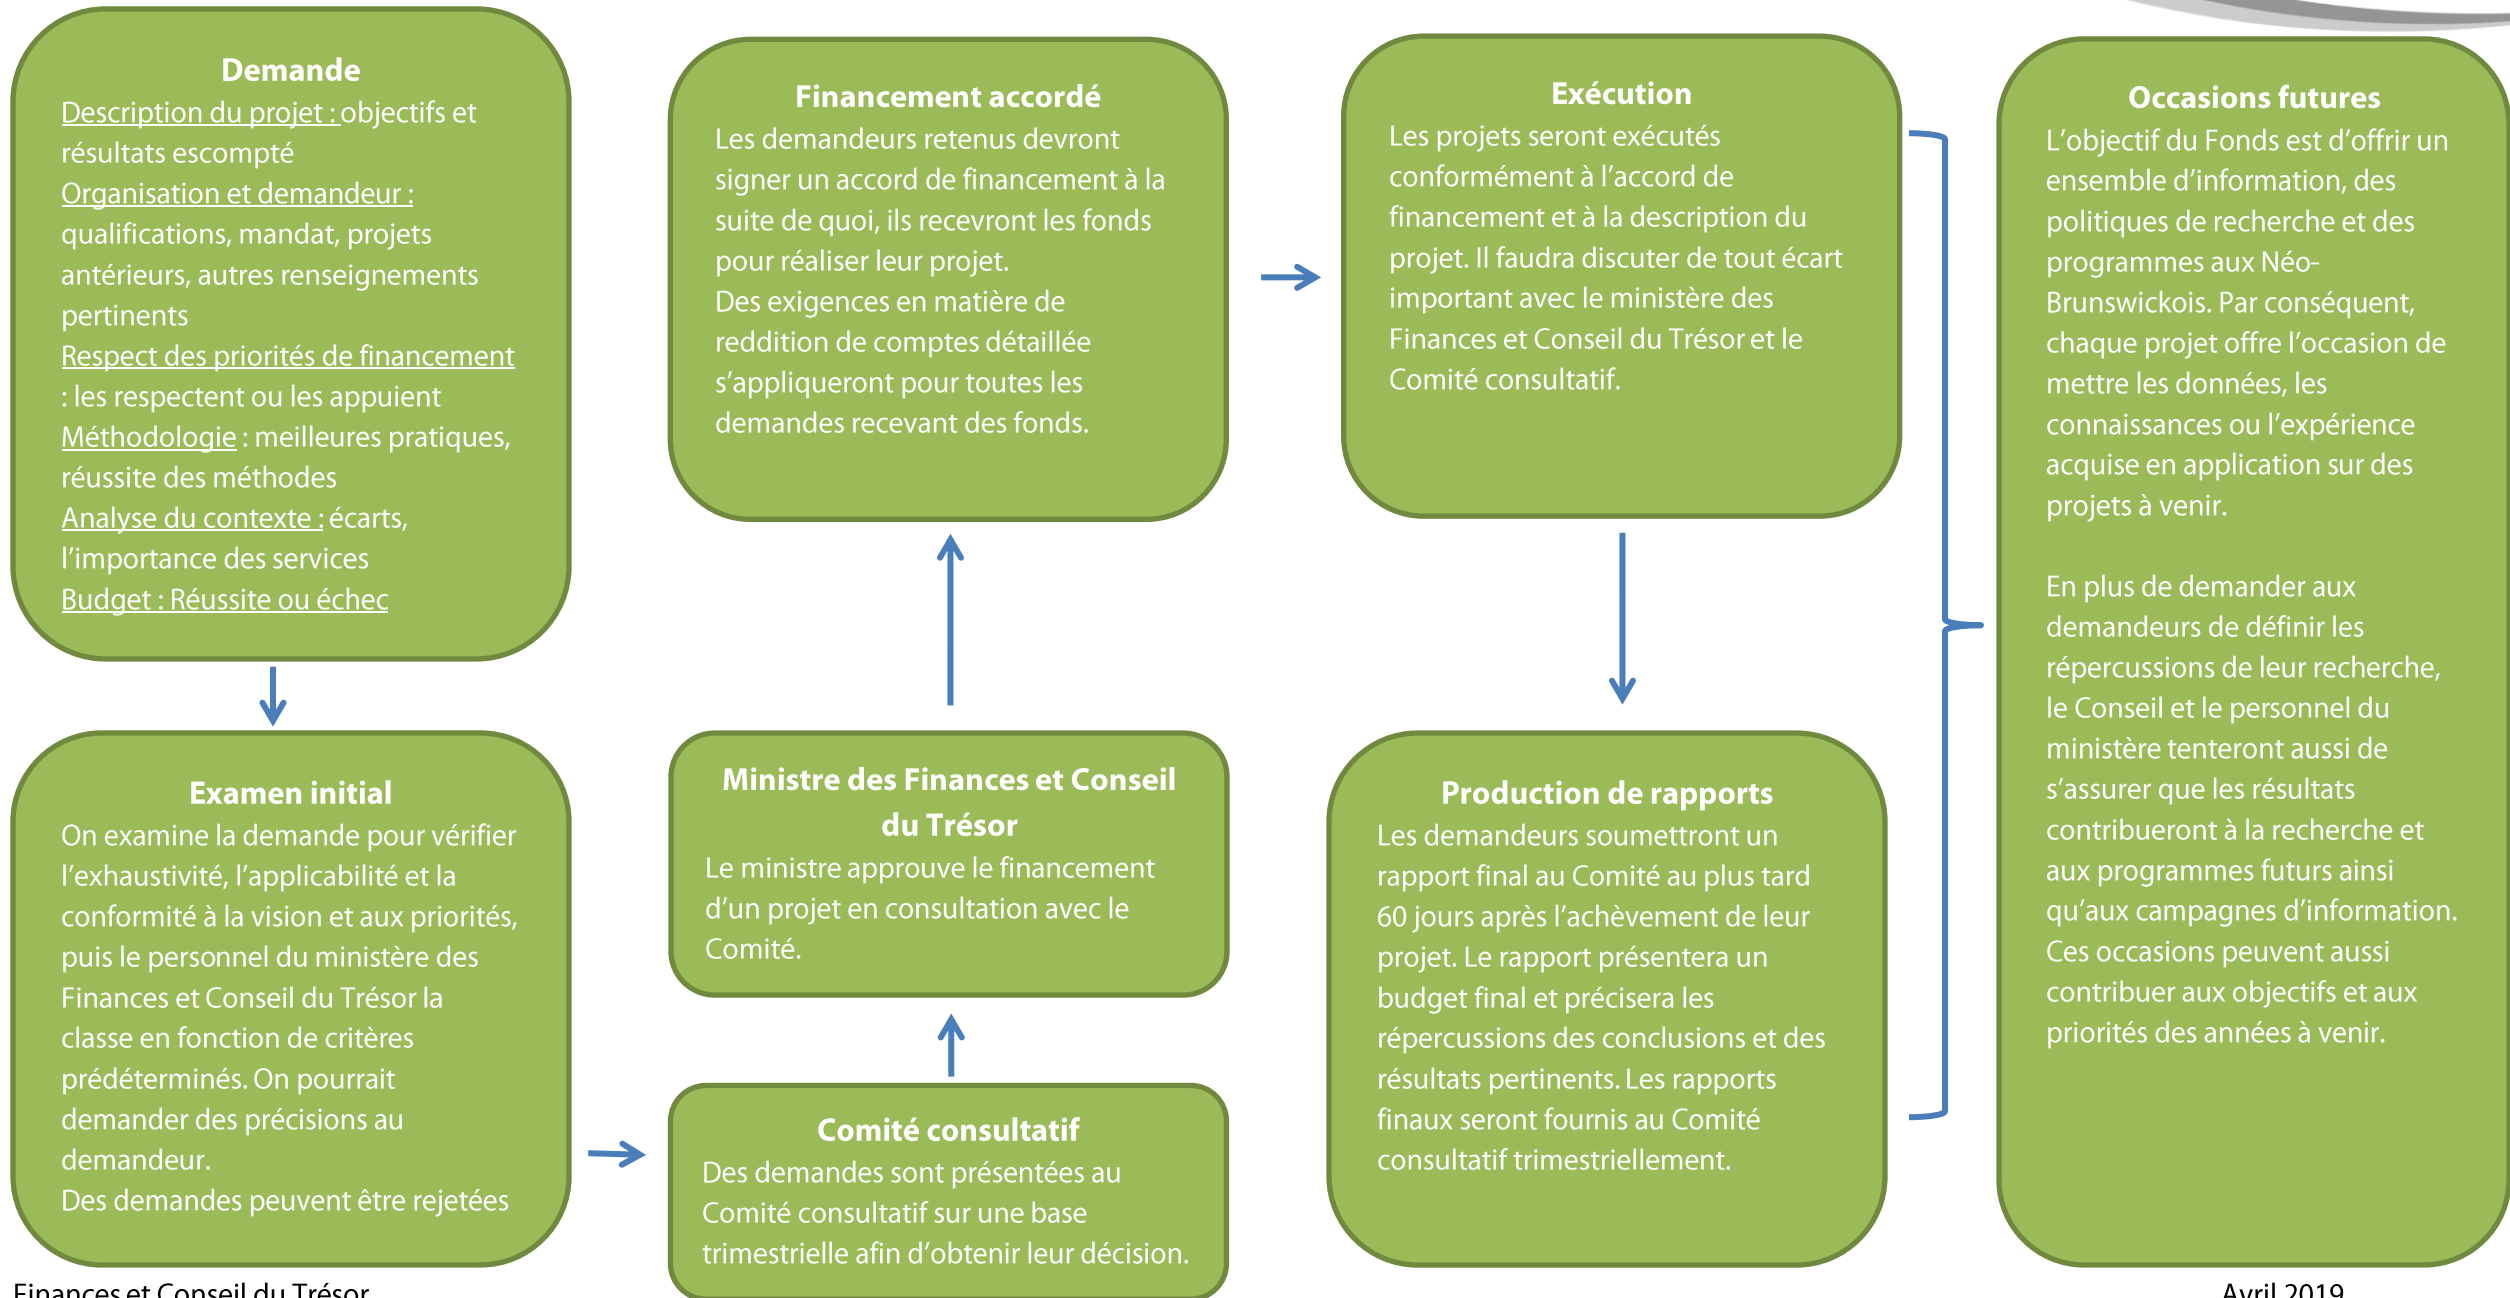 Demande
Description du projet : objectifs et
résultats escompté
Organisation et demandeur :
qualifications, mandat, projets
antérieurs, autres renseignements
pertinents
Respect des priorités de financement
: les respectent ou les appuient
Méthodologie : meilleures pratiques,
réussite des méthodes
Analyse du contexte : écarts,
l’importance des services
Budget : Réussite ou échec
Examen initial
On examine la demande pour vérifier
l’exhaustivité, l’applicabilité et la
conformité à la vision et aux priorités,
puis le personnel du ministère des
Finances et Conseil du Trésor la
classe en fonction de critères
prédéterminés. On pourrait
demander des précisions au
demandeur.
Des demandes peuvent être rejetées
Comité consultatif
Des demandes sont présentées au
Comité consultatif sur une base
trimestrielle afin d’obtenir leur décision.
Ministre des Finances et Conseil
du Trésor
Le ministre approuve le financement
d’un projet en consultation avec le
Comité.
Financement accordé
Les demandeurs retenus devront
signer un accord de financement à la
suite de quoi, ils recevront les fonds
pour réaliser leur projet.
Des exigences en matière de
reddition de comptes détaillée
s’appliqueront pour toutes les
demandes recevant des fonds.
Exécution
Les projets seront exécutés
conformément à l’accord de
financement et à la description du
projet. Il faudra discuter de tout écart
important avec le ministère des
Finances et Conseil du Trésor et le
Comité consultatif.
Production de rapports
Les demandeurs soumettront un
rapport final au Comité au plus tard
60 jours après l’achèvement de leur
projet. Le rapport présentera un
budget final et précisera les
répercussions des conclusions et des
résultats pertinents. Les rapports
finaux seront fournis au Comité
consultatif trimestriellement.
Occasions futures
L’objectif du Fonds est d’offrir un
ensemble d’information, des
politiques de recherche et des
programmes aux Néo-
Brunswickois. Par conséquent,
chaque projet offre l’occasion de
mettre les données, les
connaissances ou l’expérience
acquise en application sur des
projets à venir.
En plus de demander aux
demandeurs de définir les
répercussions de leur recherche,
le Conseil et le personnel du
ministère tenteront aussi de
s’assurer que les résultats
contribueront à la recherche et
aux programmes futurs ainsi
qu’aux campagnes d’information.
Ces occasions peuvent aussi
contribuer aux objectifs et aux
priorités des années à venir.
Finances et Conseil du Trésor
Avril 2019